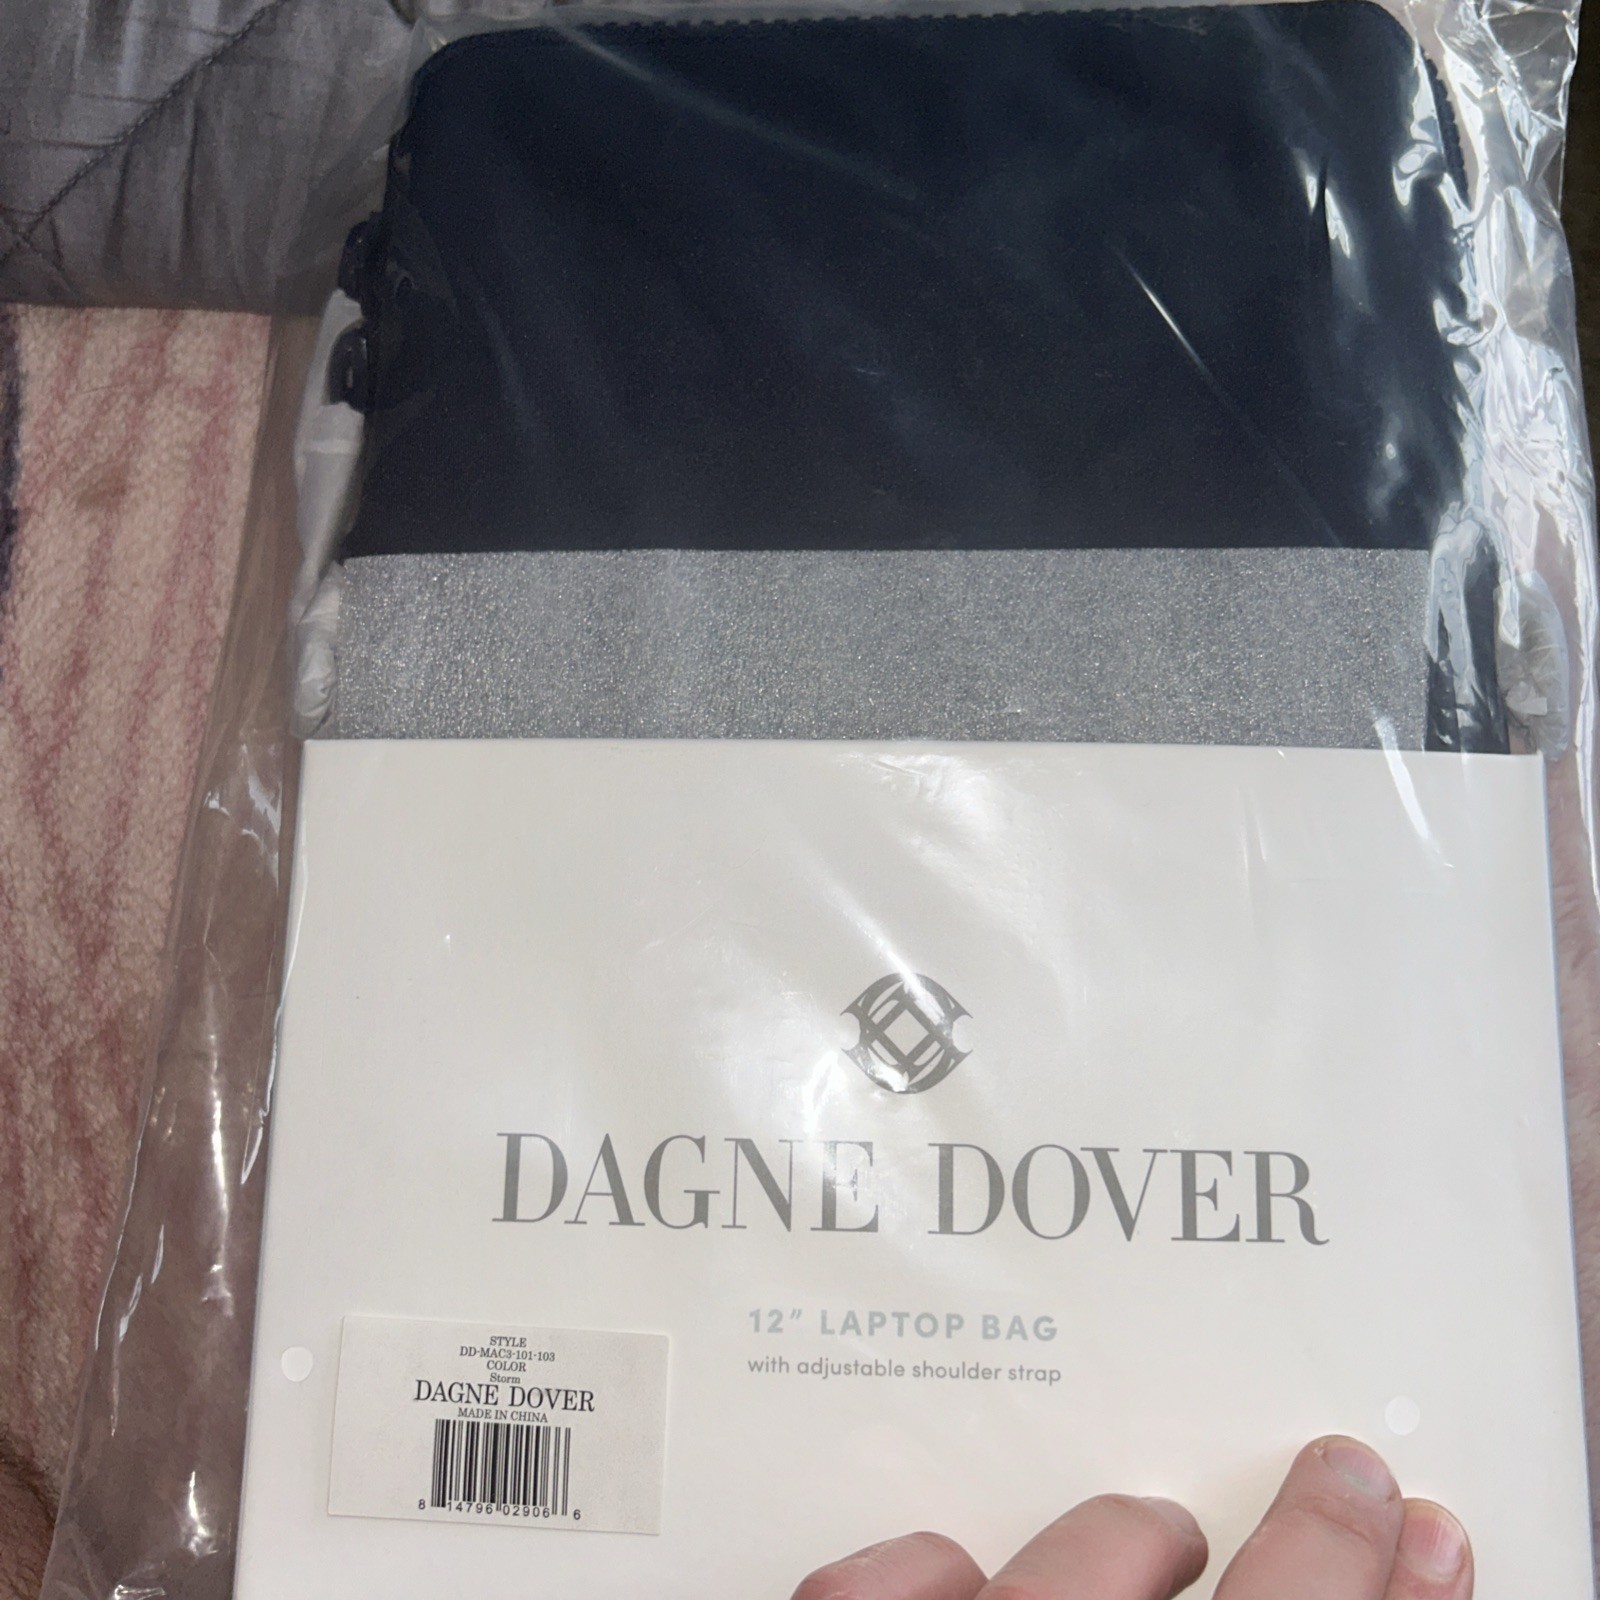 DAGNE DOVER
12” LAPTOP BAG
with adjustable shoulder strap
STYLE
DD-MAC3-101-103
COLOR
Storm
DAGNE DOVER
MADE IN CHINA
8 14796 02906 6